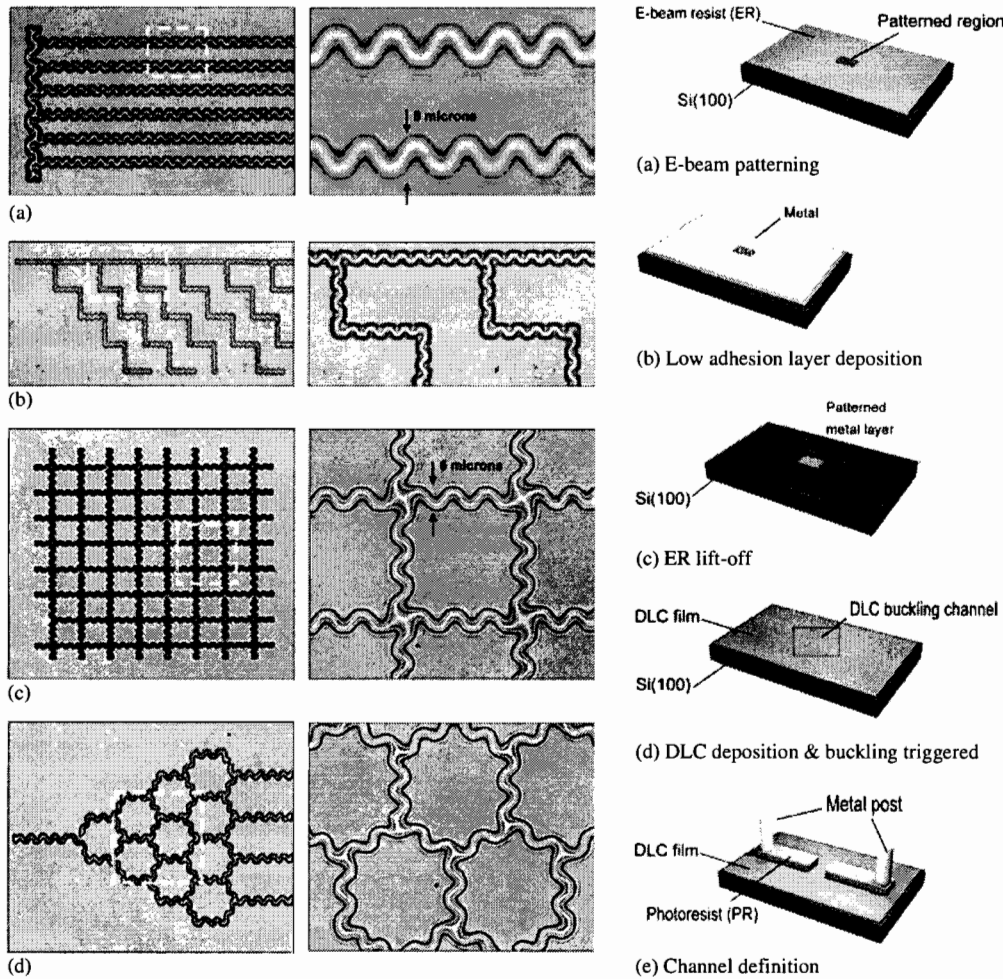 8 microns
(a)
(b)
6 microns
(c)
(d)
E-beam resist (ER)
Patterned region
Si(100)
(a) E-beam patterning
Metal
(b) Low adhesion layer deposition
Patterned
metal layer
Si(100)
(c) ER lift-off
DLC film
DLC buckling channel
Si(100)
(d) DLC deposition & buckling triggered
Metal post
DLC film
Photoresist (PR)
(e) Channel definition